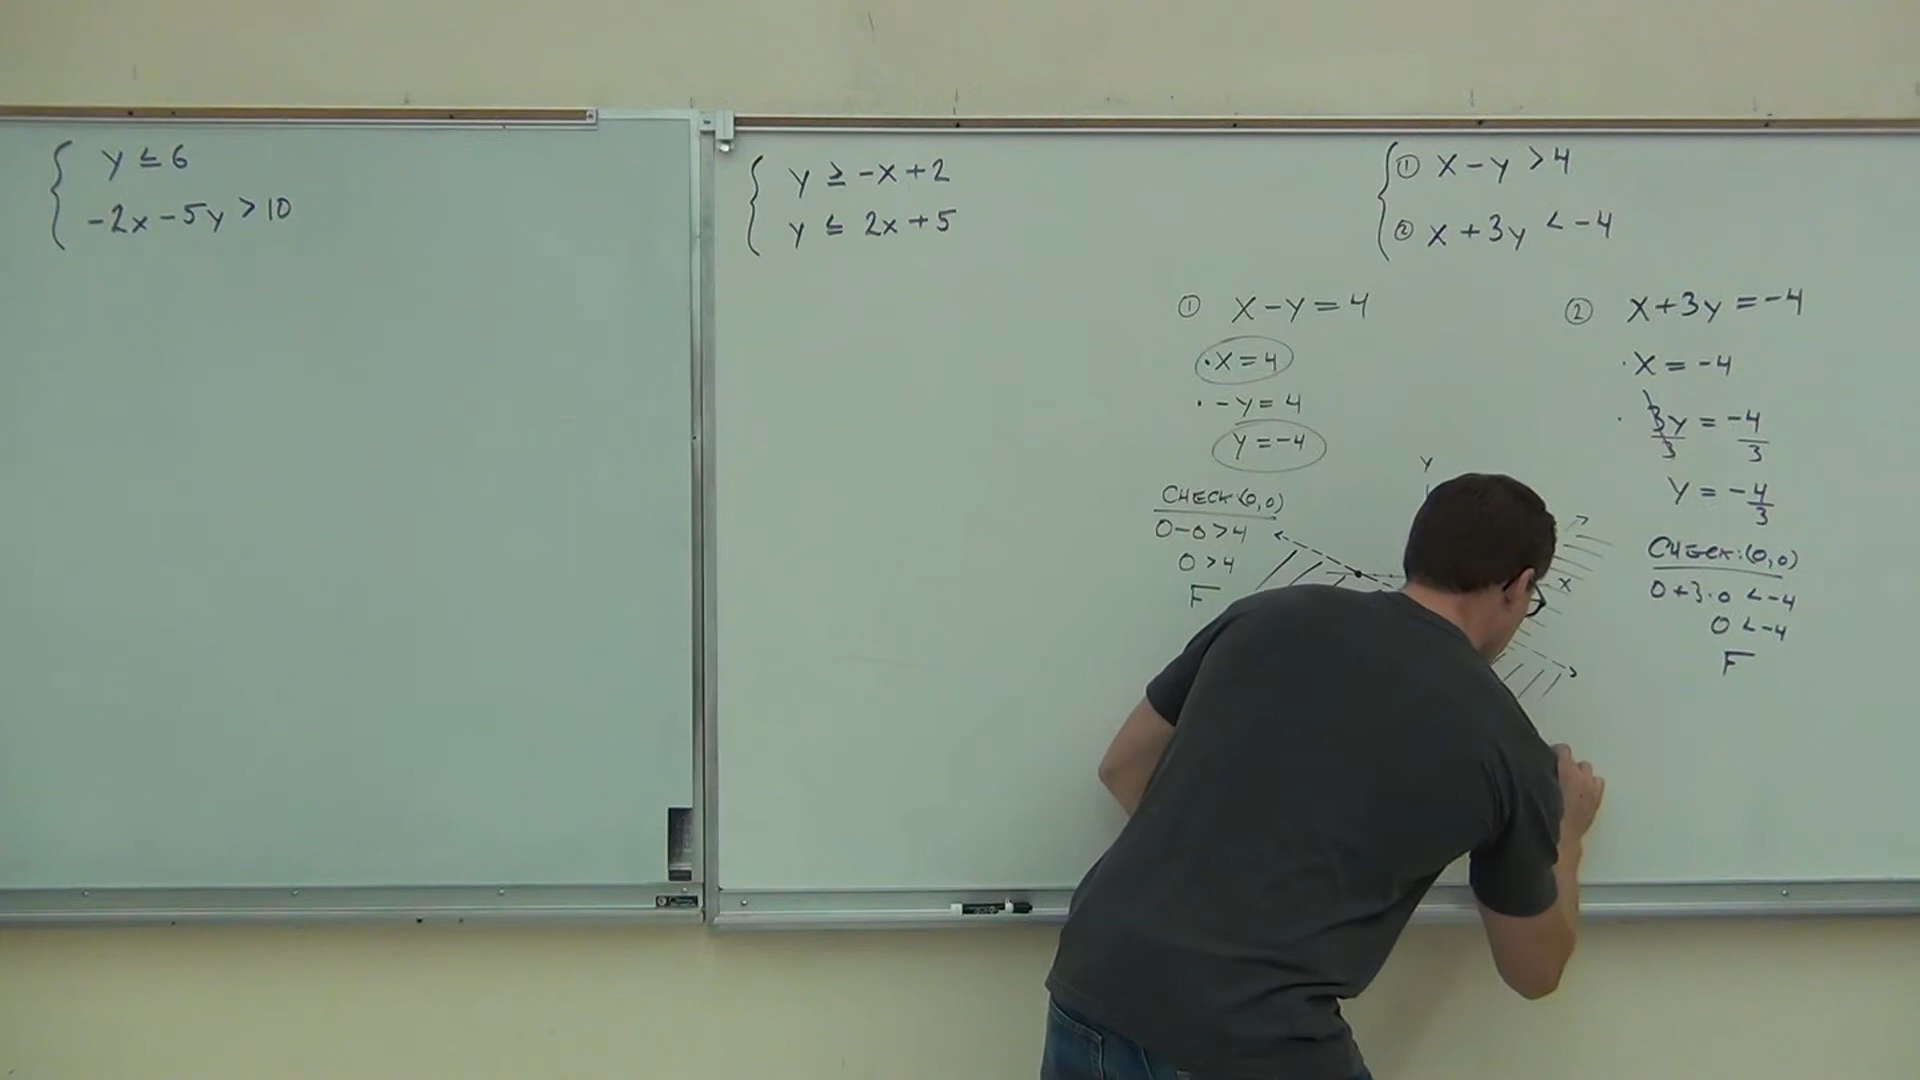 y ≤ 6
-2x - 5y > 10
y ≥ -x + 2
y ≤ 2x + 5
① x - y > 4
② x + 3y < -4
① x - y = 4
· x = 4
· -y = 4
y = -4
CHECK (0,0)
0 - 0 > 4
0 > 4
F
② x + 3y = -4
· x = -4
· 3y/3 = -4/3
y = -4/3
CHECK: (0,0)
0 + 3·0 < -4
0 < -4
F
y
x